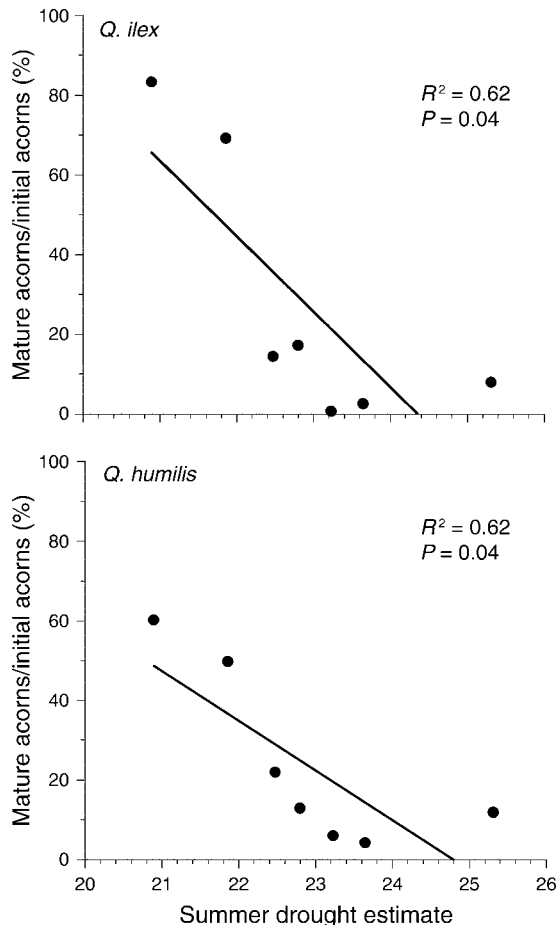 100
Q. ilex
80
60
40
20
0
Mature acorns/initial acorns (%)
R² = 0.62
P = 0.04
100
Q. humilis
80
60
40
20
0
Mature acorns/initial acorns (%)
R² = 0.62
P = 0.04
20 21 22 23 24 25 26
Summer drought estimate